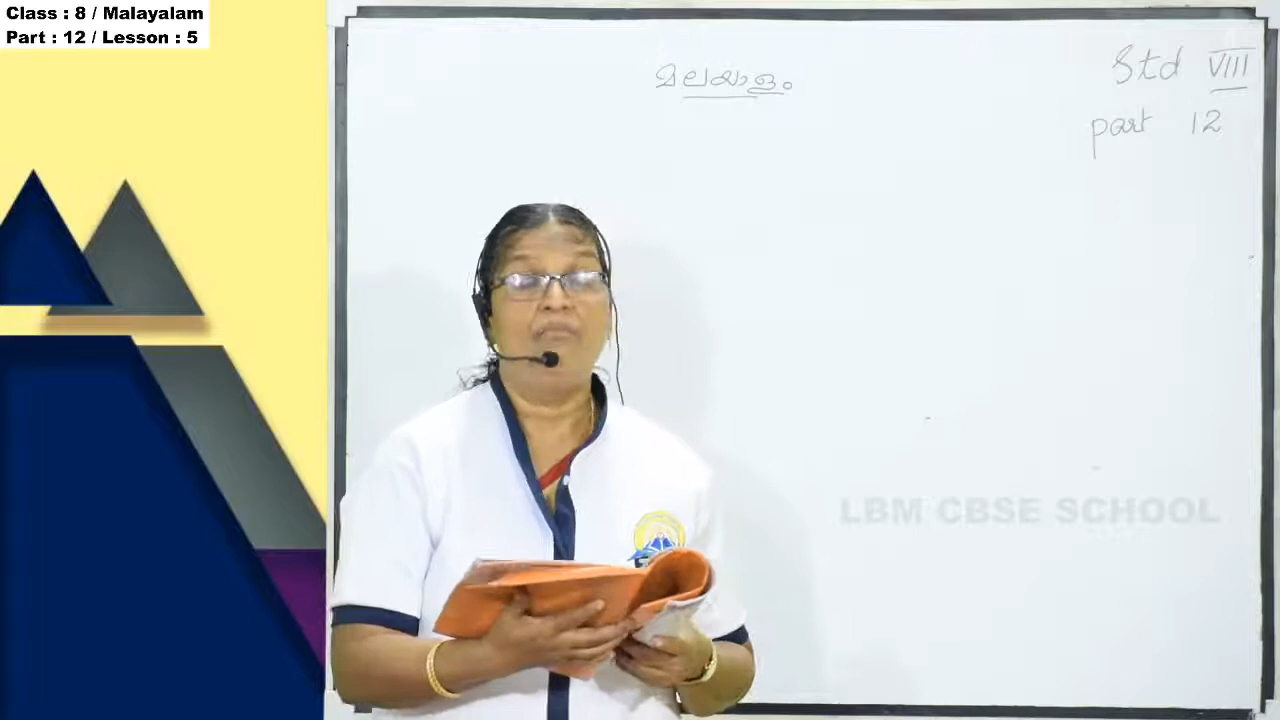 Class : 8 / Malayalam
Part : 12 / Lesson : 5
മലയാളം
Std VIII
part 12
LBM CBSE SCHOOL